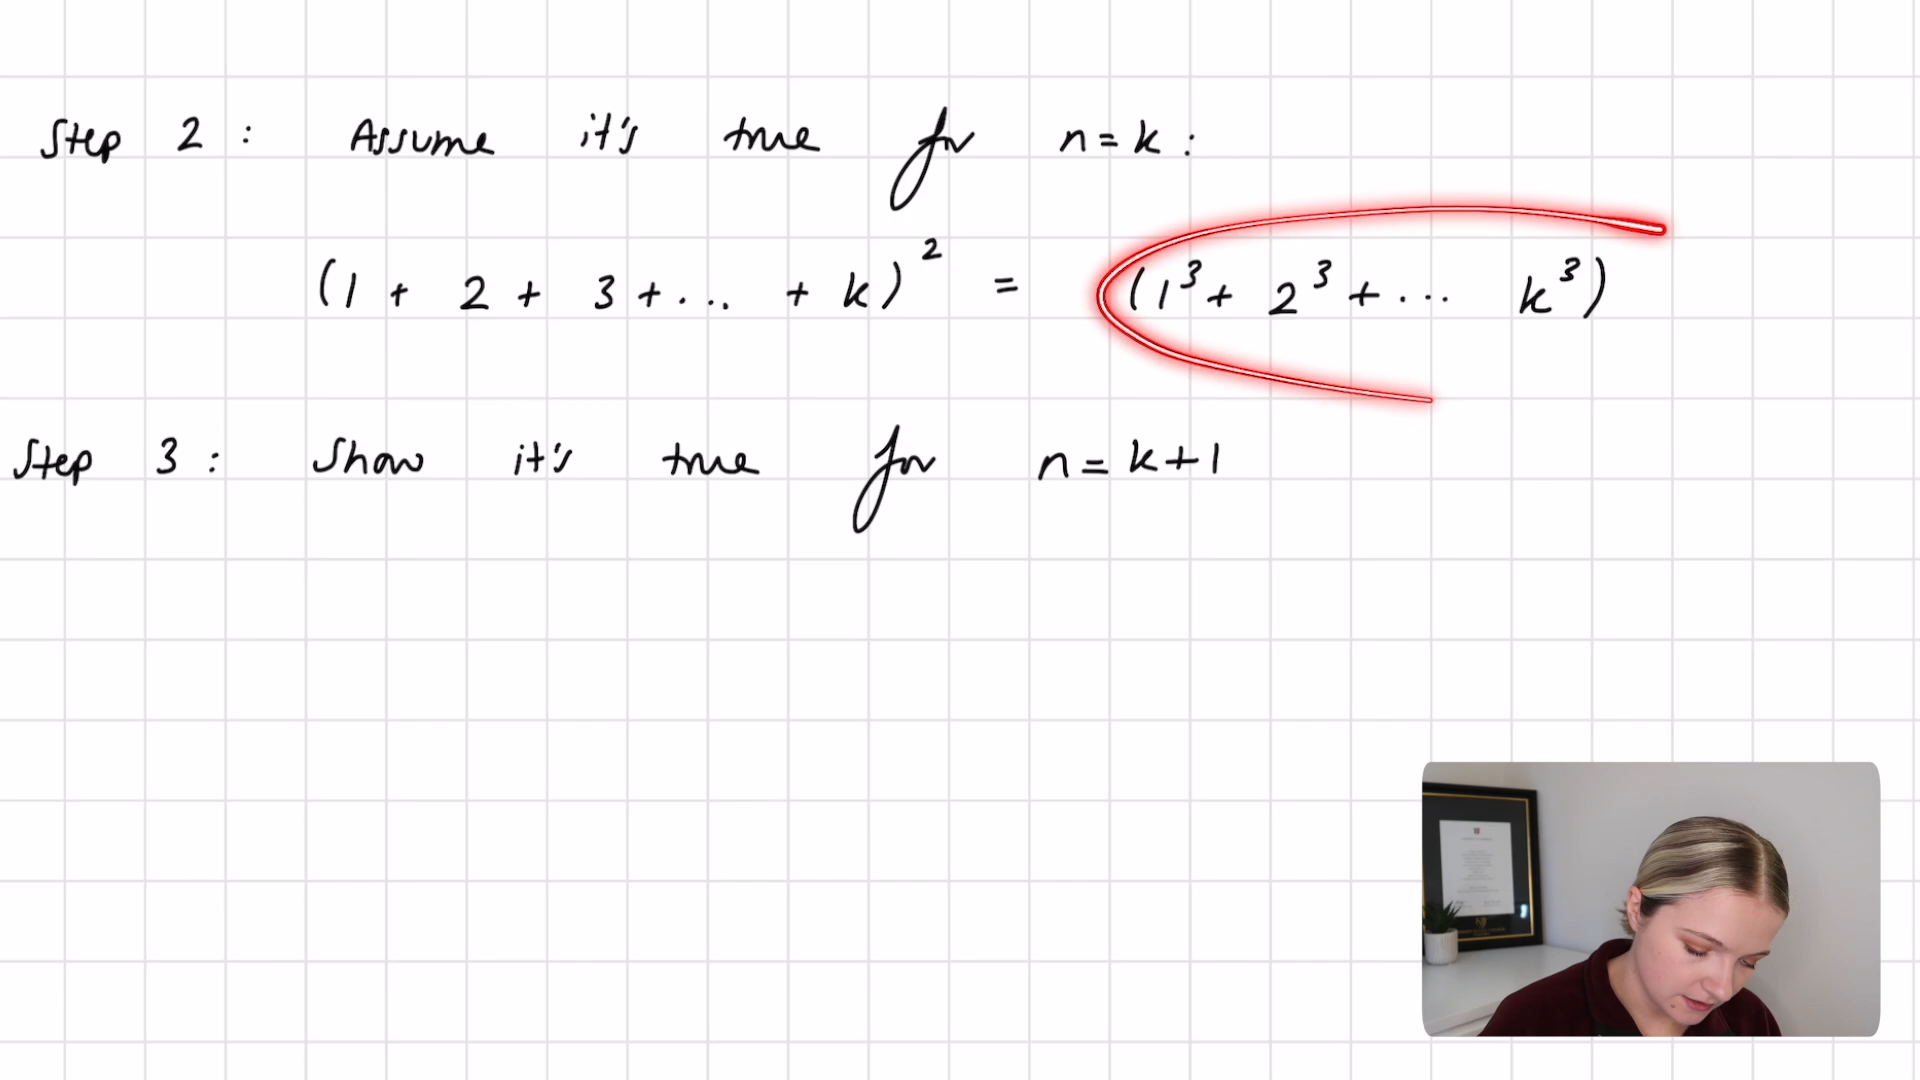 Step 2 : Assume it's true for n = k :
(1 + 2 + 3 + ... + k)² = (1³ + 2³ + ... k³)
Step 3 : Show it's true for n = k + 1